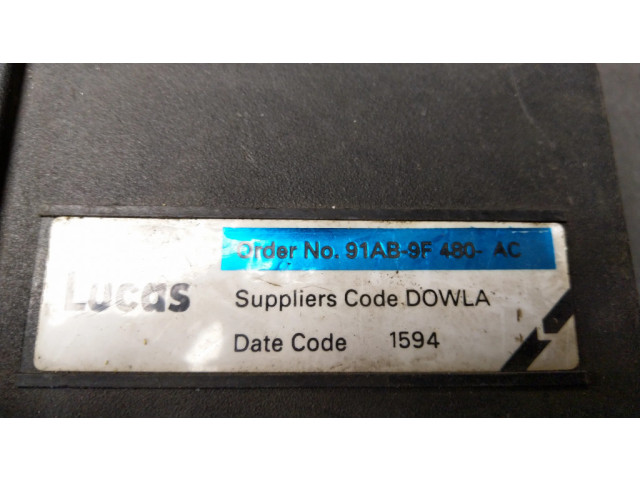 Order No. 91AB-9F 480- AC
Lucas
Suppliers Code DOWLA
Date Code 1594